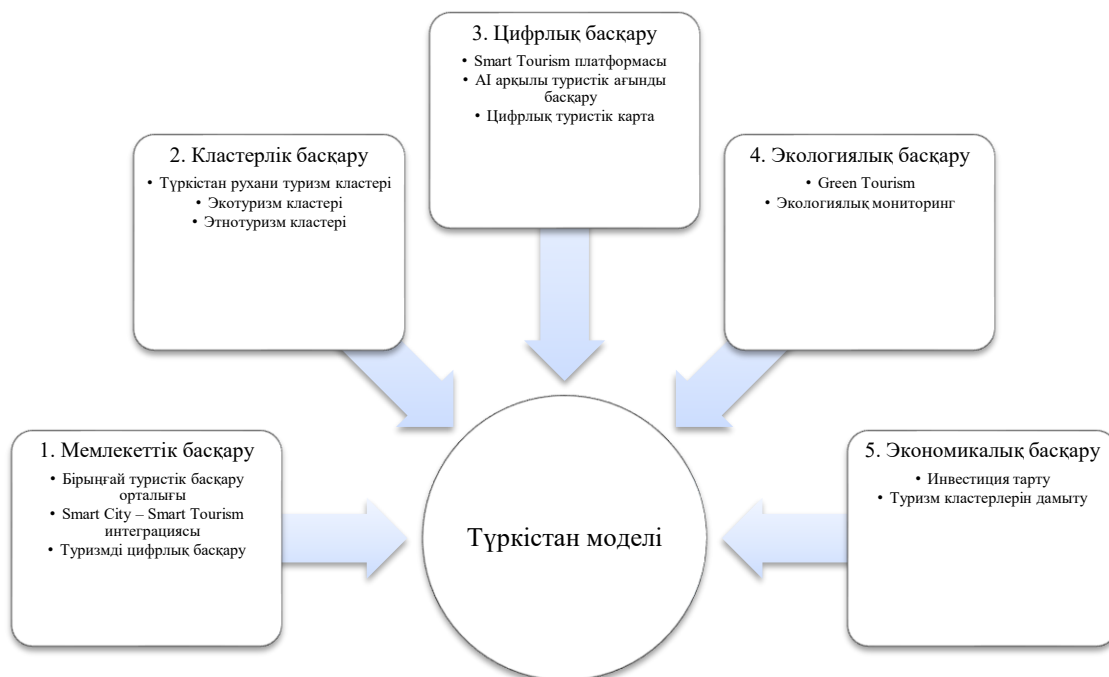 1. Мемлекеттік басқару
• Бірыңғай туристік басқару
орталығы
• Smart City – Smart Tourism
интеграциясы
• Туризмді цифрлық басқару
2. Кластерлік басқару
• Түркістан рухани туризм кластері
• Экотуризм кластері
• Этнотуризм кластері
3. Цифрлық басқару
• Smart Tourism платформасы
• AI арқылы туристік ағынды
басқару
• Цифрлық туристік карта
4. Экологиялық басқару
• Green Tourism
• Экологиялық мониторинг
5. Экономикалық басқару
• Инвестиция тарту
• Туризм кластерлерін дамыту
Түркістан моделі